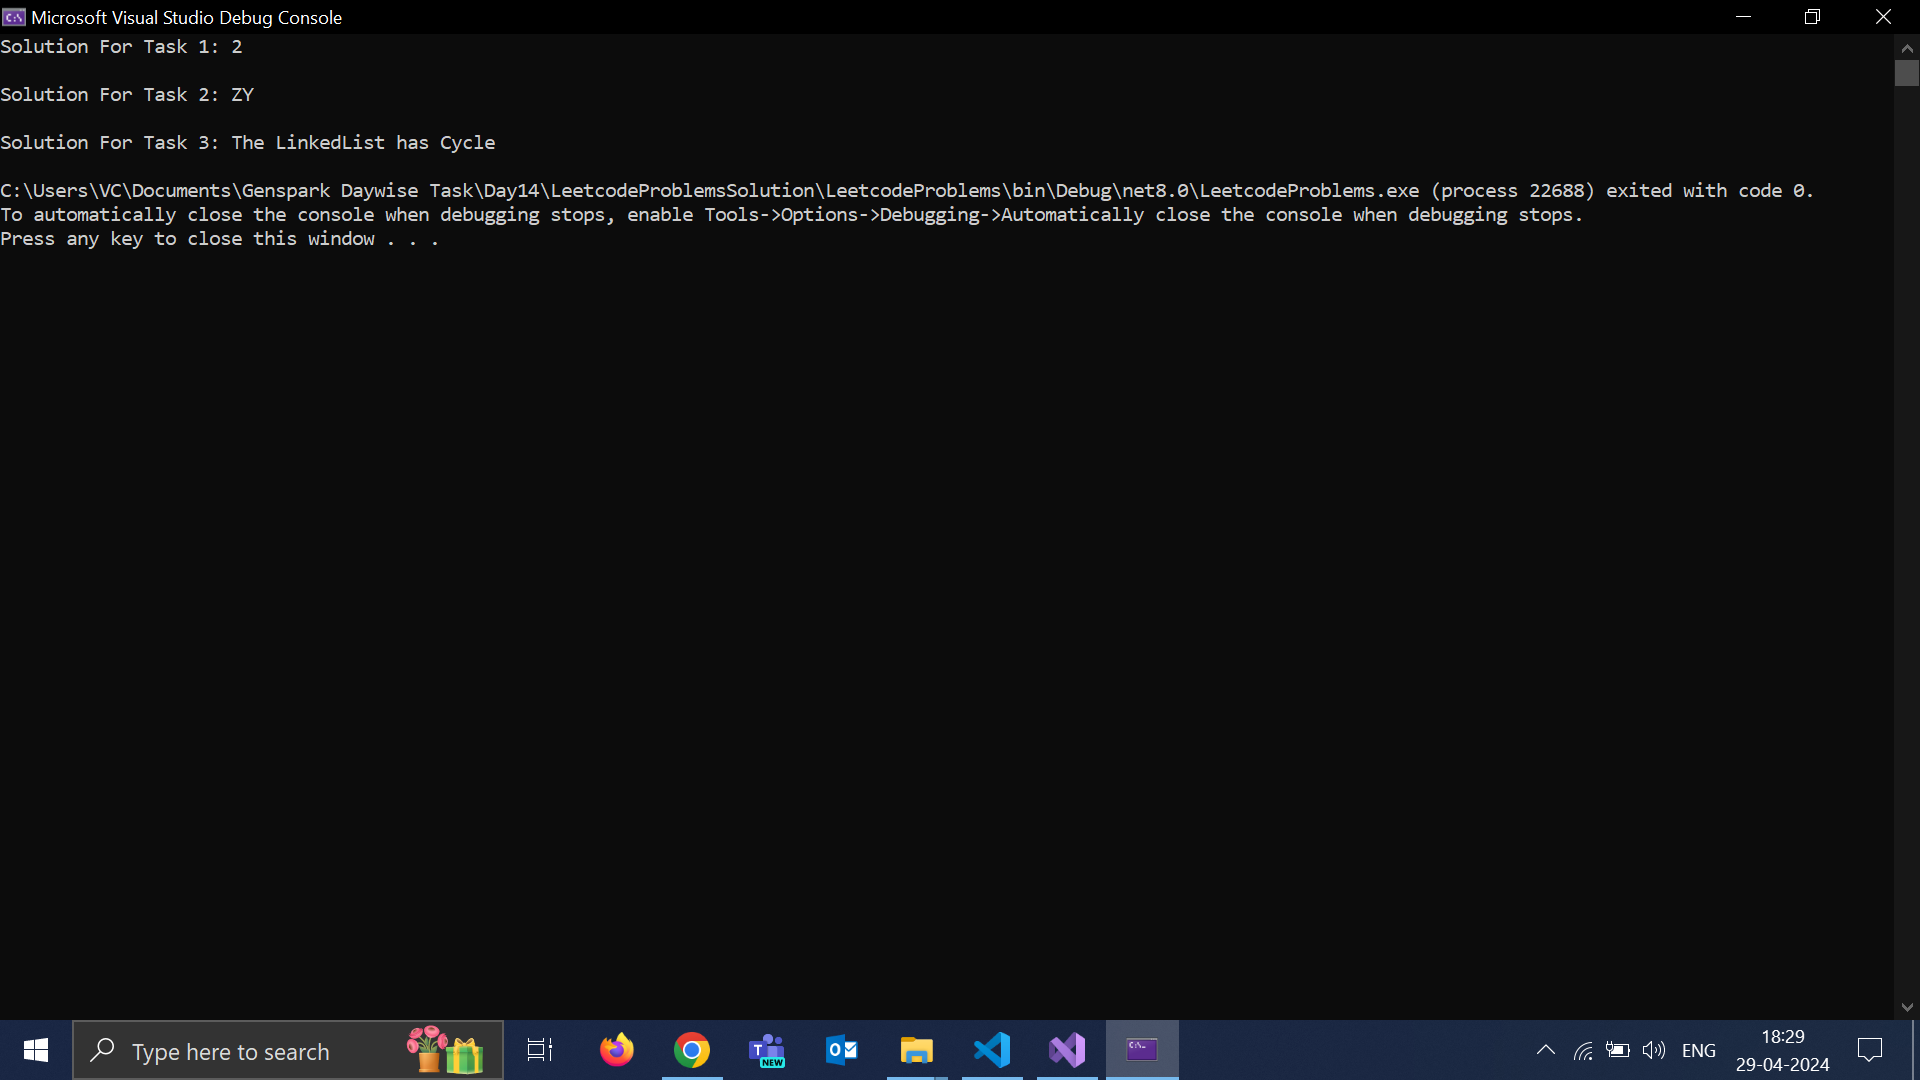 Microsoft Visual Studio Debug Console
Solution For Task 1: 2
Solution For Task 2: ZY
Solution For Task 3: The LinkedList has Cycle
C:\Users\VC\Documents\Genspark Daywise Task\Day14\LeetcodeProblemsSolution\LeetcodeProblems\bin\Debug\net8.0\LeetcodeProblems.exe (process 22688) exited with code 0.
To automatically close the console when debugging stops, enable Tools->Options->Debugging->Automatically close the console when debugging stops.
Press any key to close this window . . .
Type here to search
NEW
ENG
18:29
29-04-2024